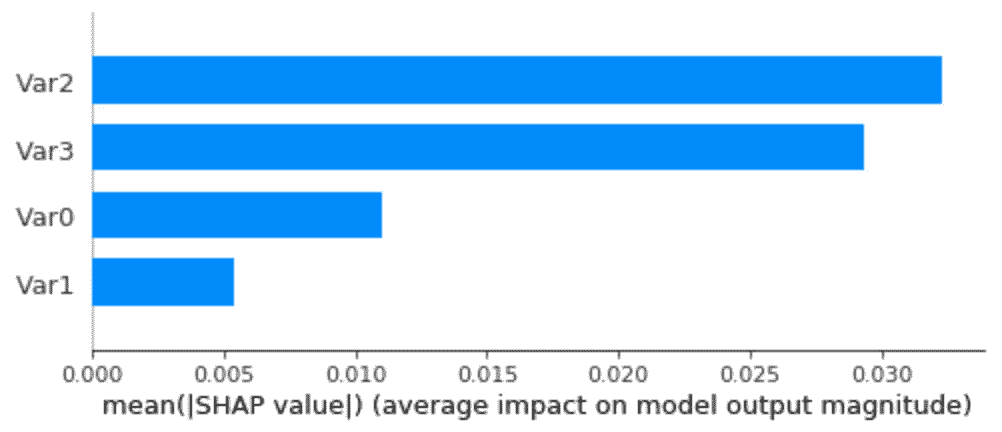 Var2
Var3
Var0
Var1
0.000 0.005 0.010 0.015 0.020 0.025 0.030
mean(|SHAP value|) (average impact on model output magnitude)